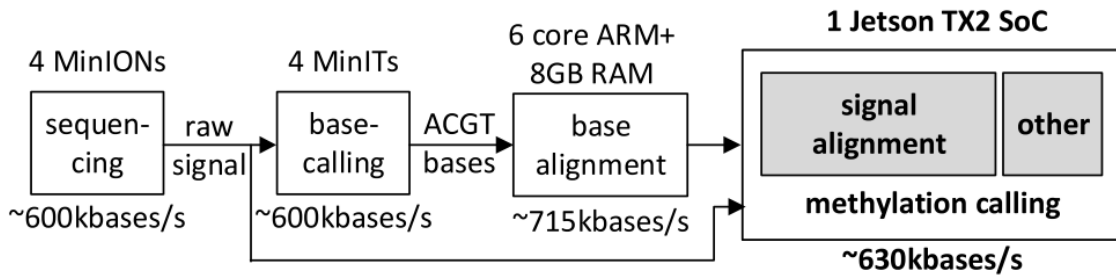 4 MinIONs
sequen-
cing
~600kbases/s
raw
signal
4 MinITs
base-
calling
~600kbases/s
ACGT
bases
6 core ARM+
8GB RAM
base
alignment
~715kbases/s
1 Jetson TX2 SoC
signal
alignment
other
methylation calling
~630kbases/s